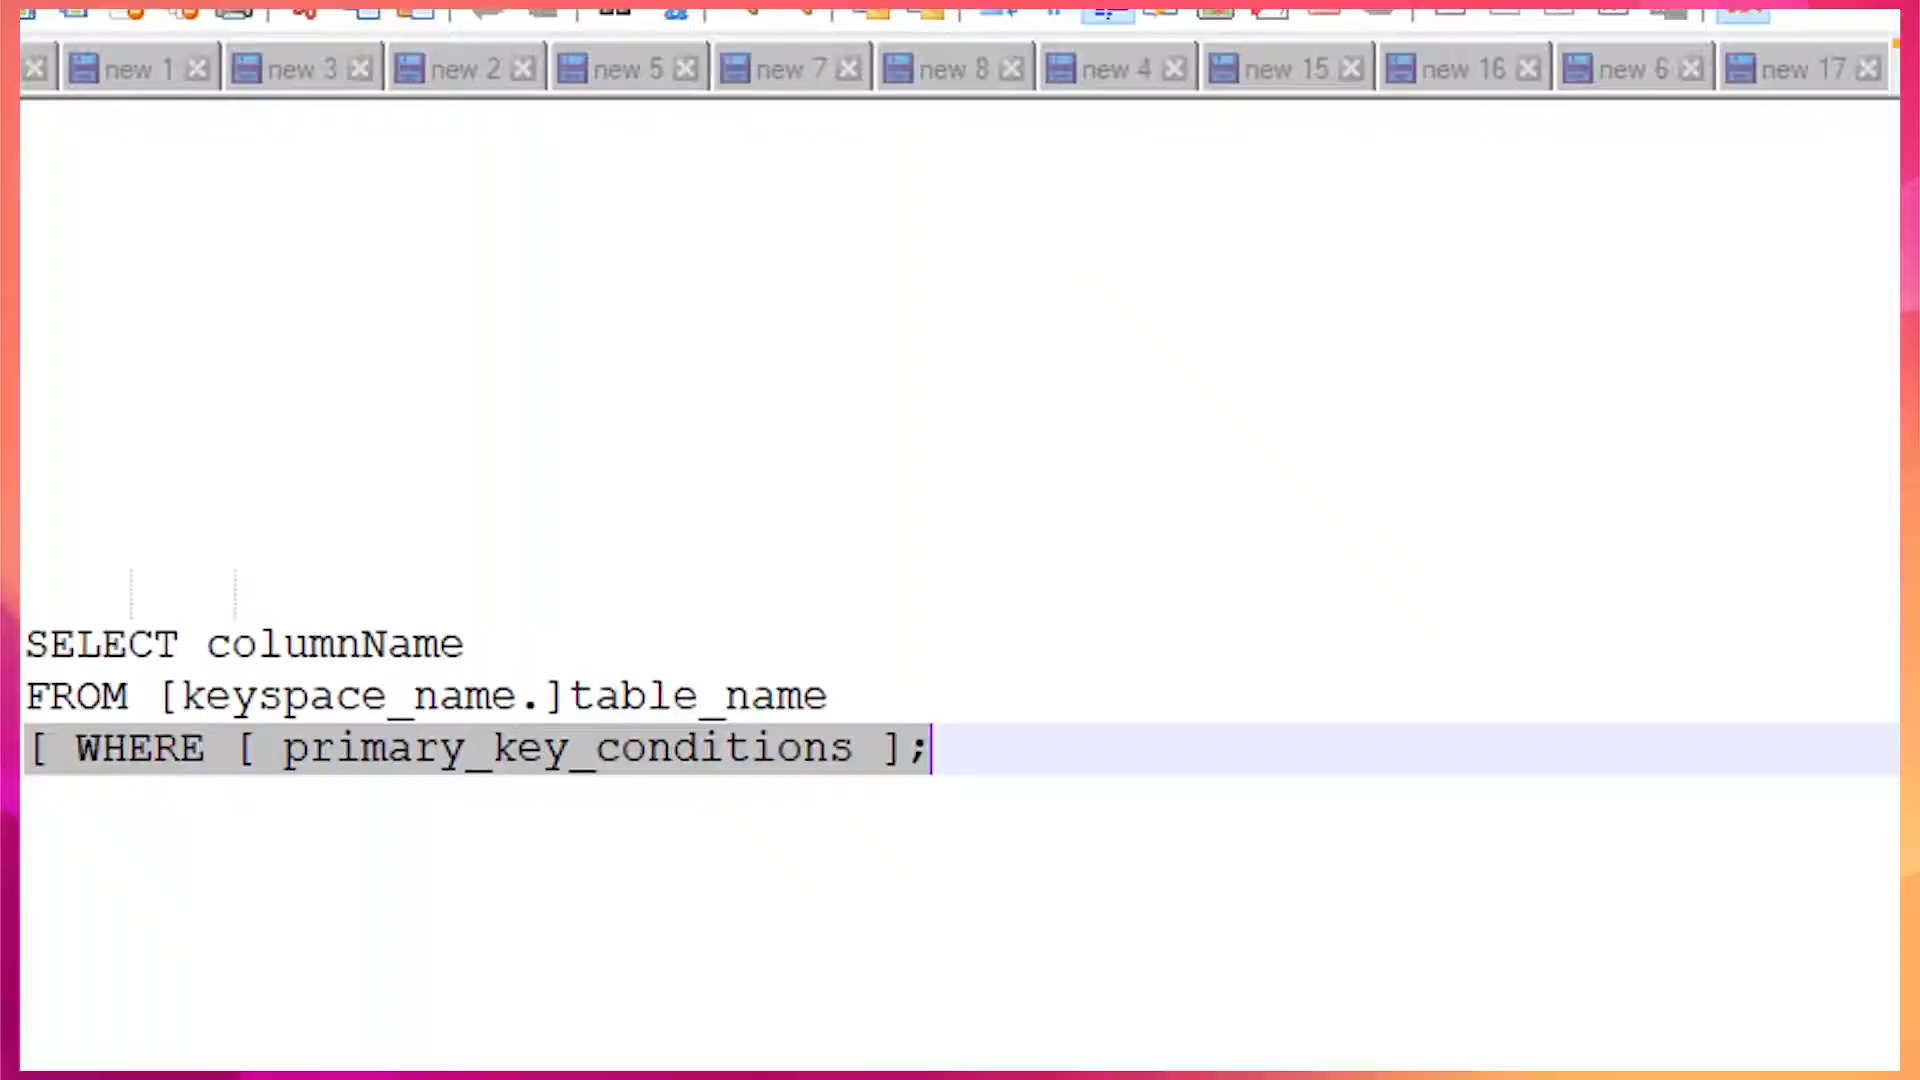 new 1 new 3 new 2 new 5 new 7 new 8 new 4 new 15 new 16 new 6 new 17
SELECT columnName
FROM [keyspace_name.]table_name
[ WHERE [ primary_key_conditions ];